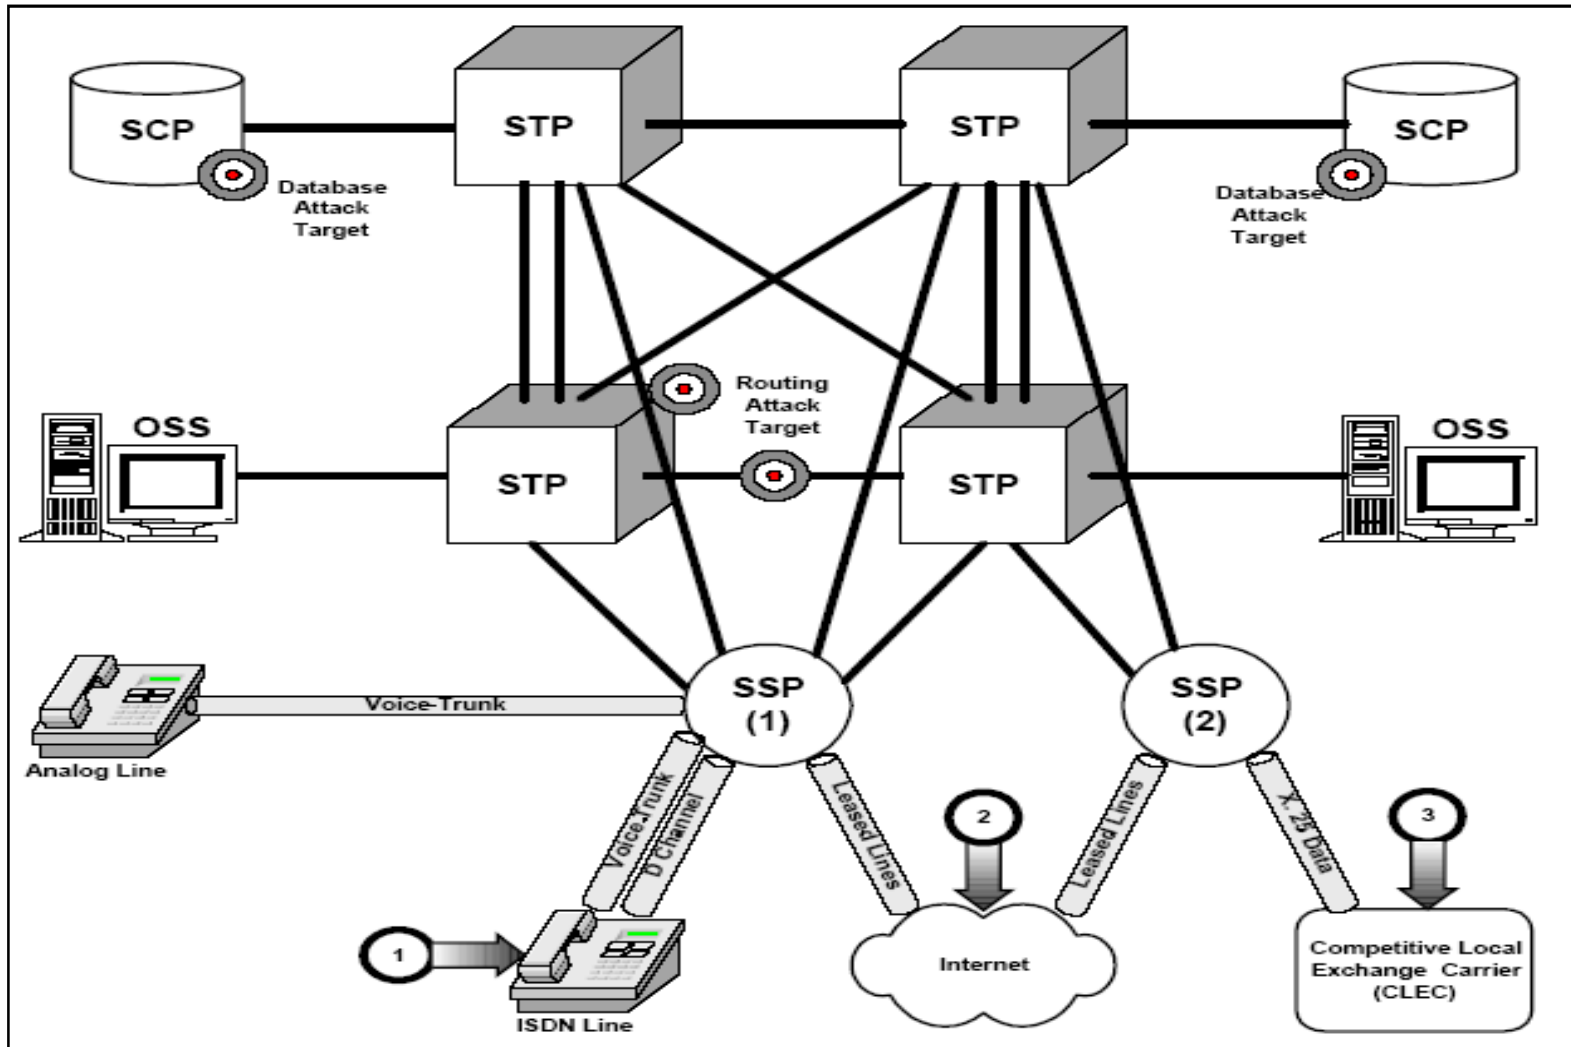 SCP
STP
STP
SCP
Database
Attack
Target
Database
Attack
Target
OSS
Routing
Attack
Target
OSS
STP
STP
SSP
(1)
SSP
(2)
Voice-Trunk
Analog Line
Voice-Trunk
D Channel
Leased Lines
2
Leased Lines
X. 25 Data
3
1
ISDN Line
Internet
Competitive Local
Exchange Carrier
(CLEC)